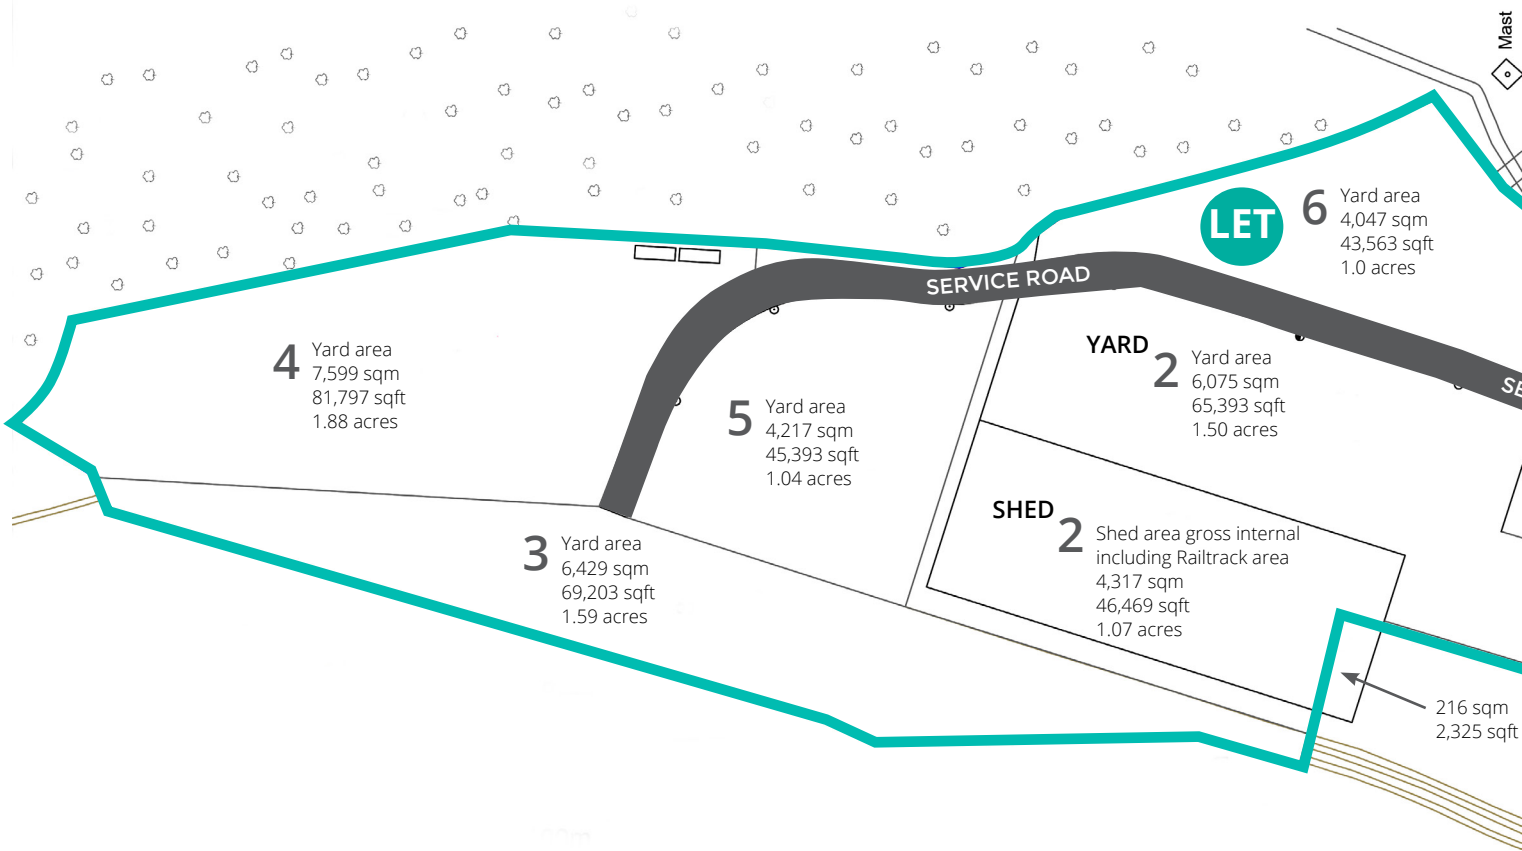 Mast
LET
6
Yard area
4,047 sqm
43,563 sqft
1.0 acres
SERVICE ROAD
YARD
2
Yard area
6,075 sqm
65,393 sqft
1.50 acres
SE
4
Yard area
7,599 sqm
81,797 sqft
1.88 acres
5
Yard area
4,217 sqm
45,393 sqft
1.04 acres
SHED
2
Shed area gross internal
including Railtrack area
4,317 sqm
46,469 sqft
1.07 acres
3
Yard area
6,429 sqm
69,203 sqft
1.59 acres
216 sqm
2,325 sqft